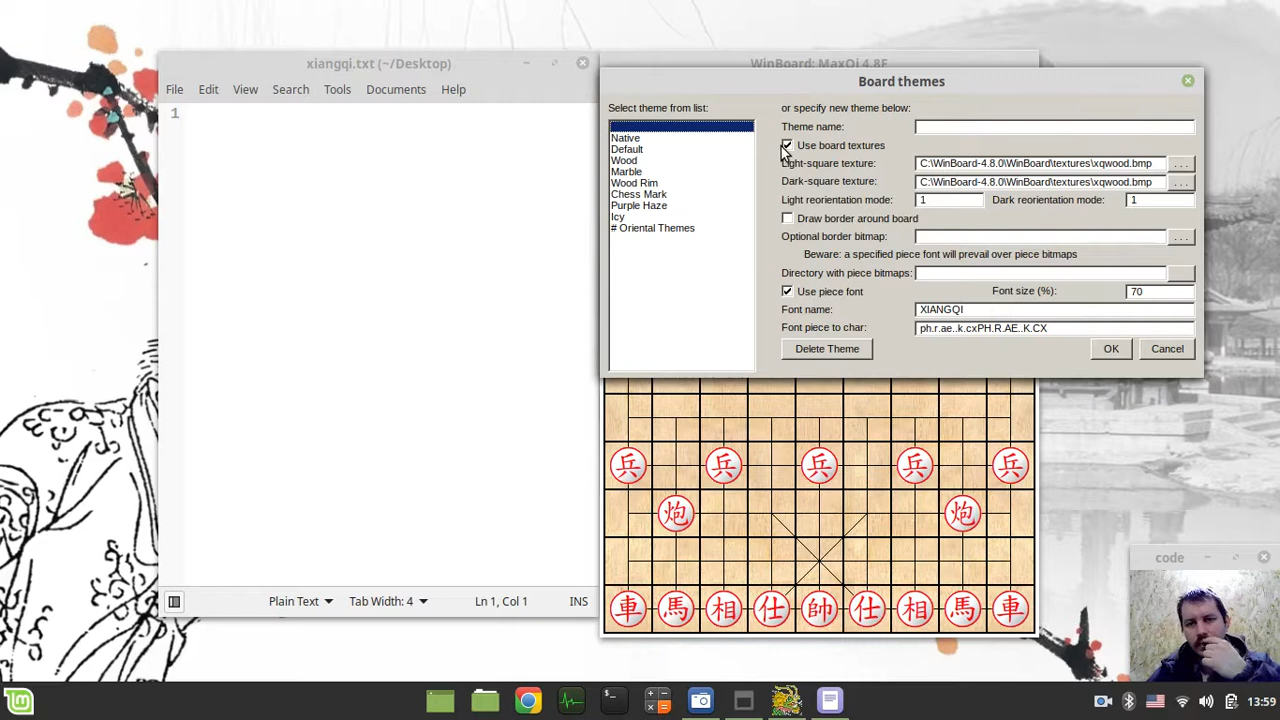 xiangqi.txt (~/Desktop)
File Edit View Search Tools Documents Help
1
Plain Text Tab Width: 4 Ln 1, Col 1 INS
WinBoard: MaxQi 4.8F
Board themes
Select theme from list:
Native
Default
Wood
Marble
Wood Rim
Chess Mark
Purple Haze
Icy
# Oriental Themes
or specify new theme below:
Theme name:
Use board textures
Light-square texture: C:\WinBoard-4.8.0\WinBoard\textures\xqwood.bmp . . .
Dark-square texture: C:\WinBoard-4.8.0\WinBoard\textures\xqwood.bmp . . .
Light reorientation mode: 1 Dark reorientation mode: 1
Draw border around board
Optional border bitmap: . . .
Beware: a specified piece font will prevail over piece bitmaps
Directory with piece bitmaps:
Use piece font Font size (%): 70
Font name: XIANGQI
Font piece to char: ph.r.ae..k.cxPH.R.AE..K.CX
Delete Theme OK Cancel
兵 兵 兵 兵 兵
炮 炮
車 馬 相 仕 帥 仕 相 馬 車
code
13:59